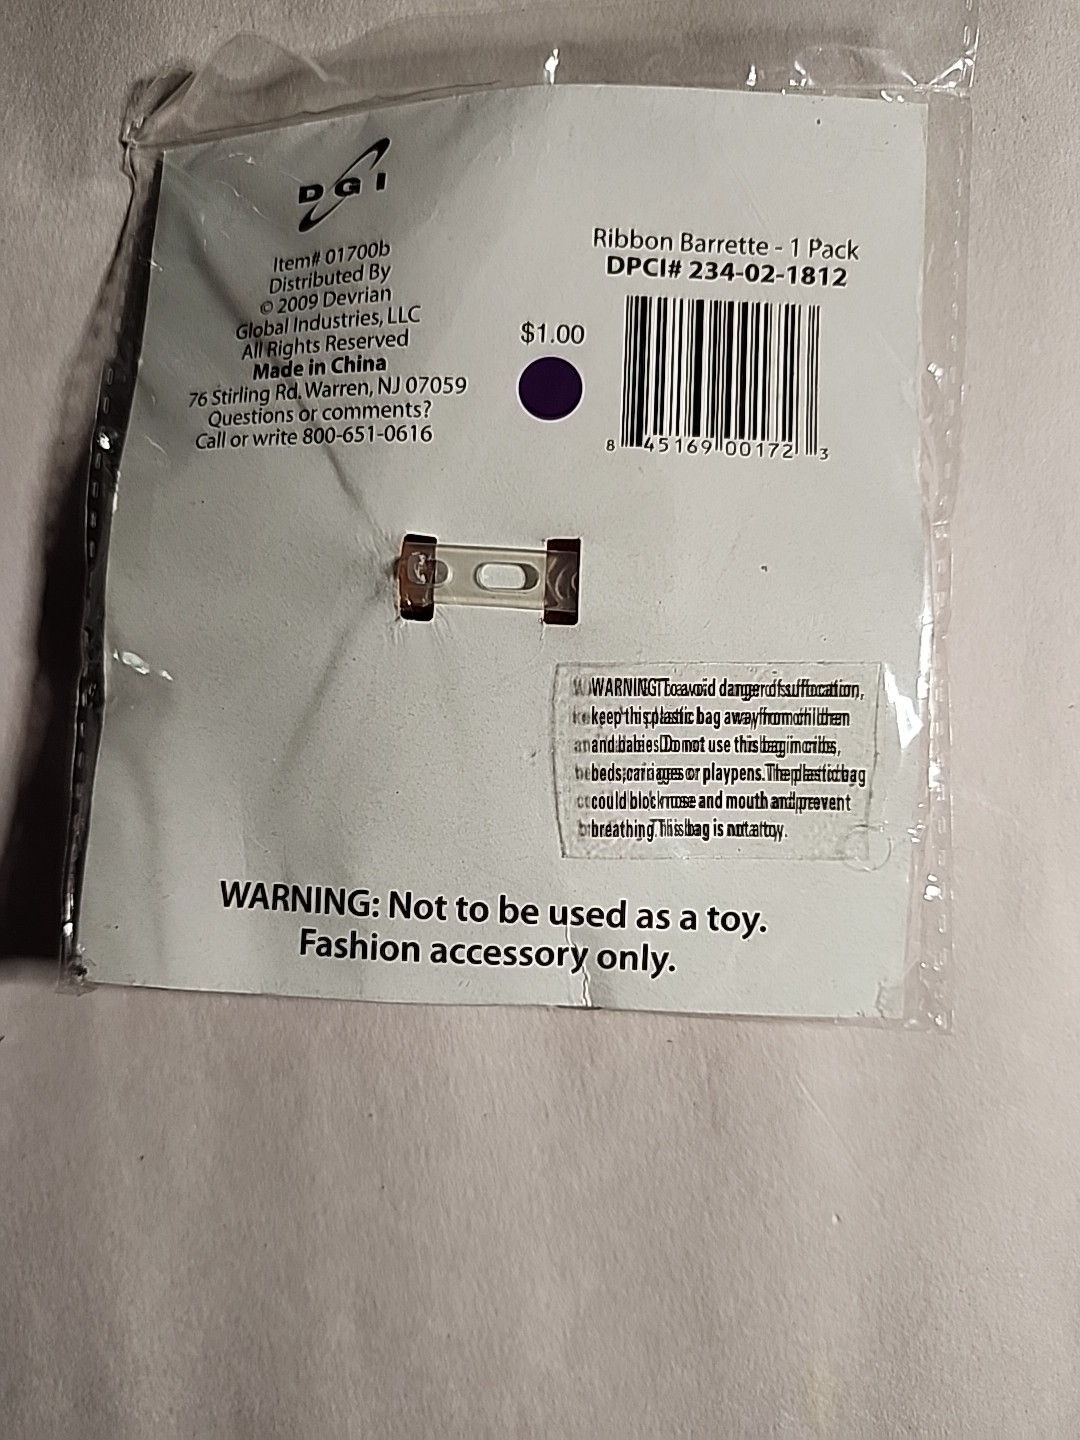 DGI
Item# 01700b
Distributed By
© 2009 Devrian
Global Industries, LLC
All Rights Reserved
Made in China
76 Stirling Rd. Warren, NJ 07059
Questions or comments?
Call or write 800-651-0616
$1.00
Ribbon Barrette - 1 Pack
DPCI# 234-02-1812
8 45169 00172 3
WARNING! To avoid danger of suffocation,
keep this plastic bag away from children
and babies. Do not use this bag in cribs,
beds, carriages or playpens. The plastic bag
could block nose and mouth and prevent
breathing. This bag is not a toy.
WARNING: Not to be used as a toy.
Fashion accessory only.